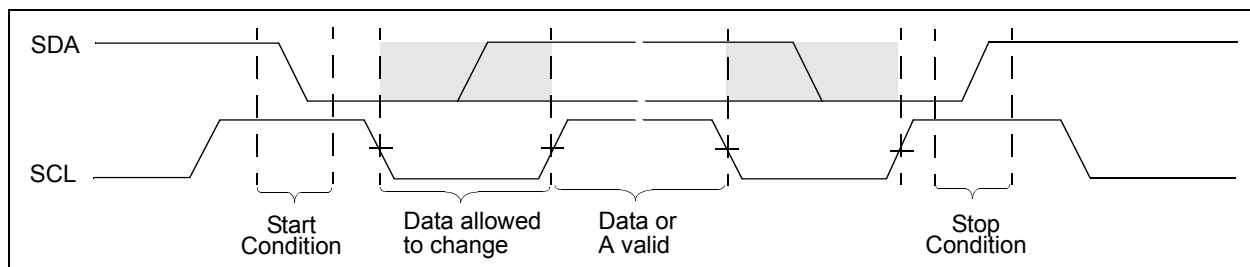 SDA
SCL
Start
Condition
Data allowed
to change
Data or
A valid
Stop
Condition